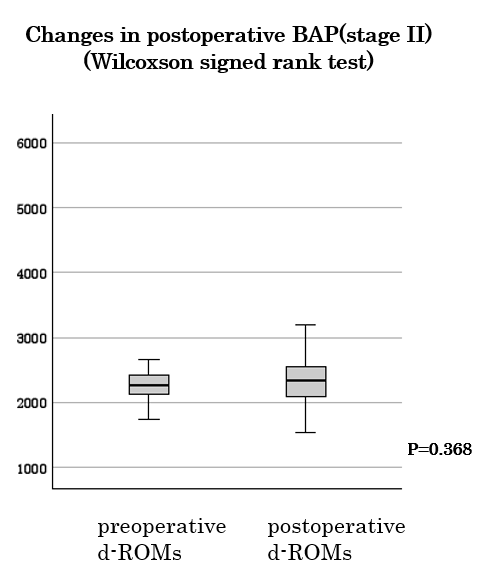 Changes in postoperative BAP(stage II)
(Wilcoxson signed rank test)
6000
5000
4000
3000
2000
1000
P=0.368
preoperative
d-ROMs
postoperative
d-ROMs